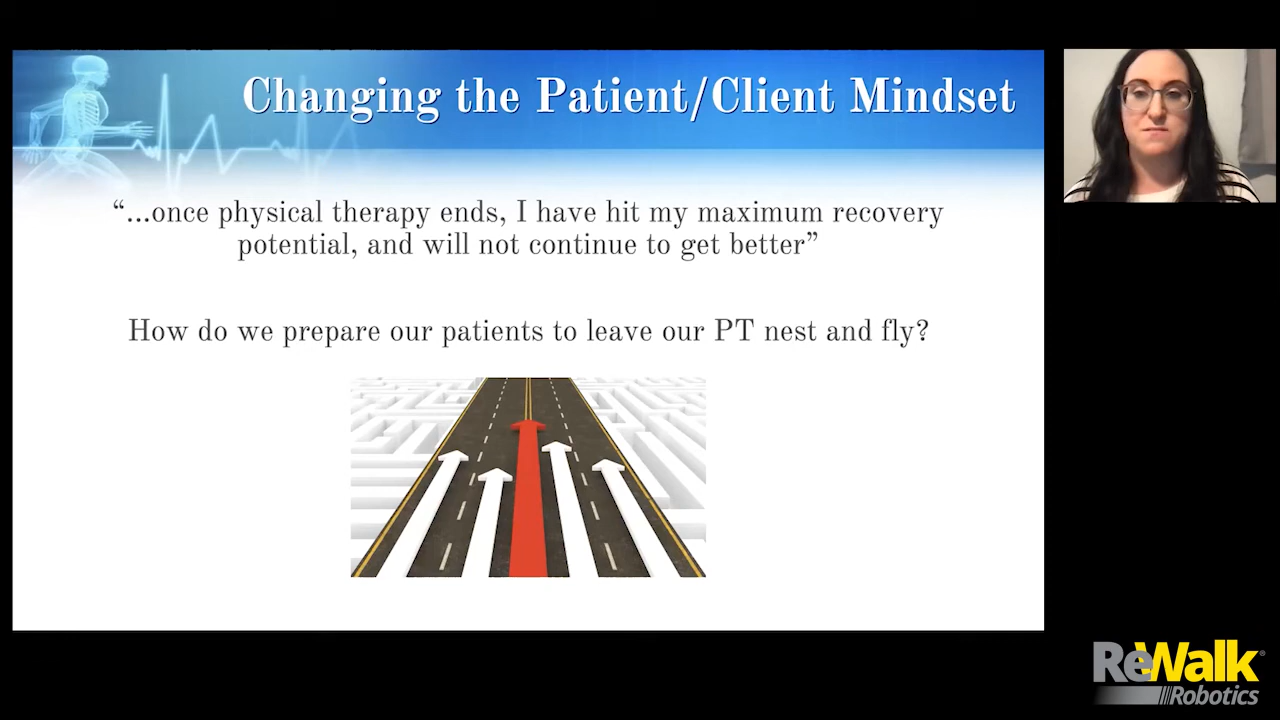 Changing the Patient/Client Mindset
“...once physical therapy ends, I have hit my maximum recovery
potential, and will not continue to get better”
How do we prepare our patients to leave our PT nest and fly?
ReWalk®
Robotics